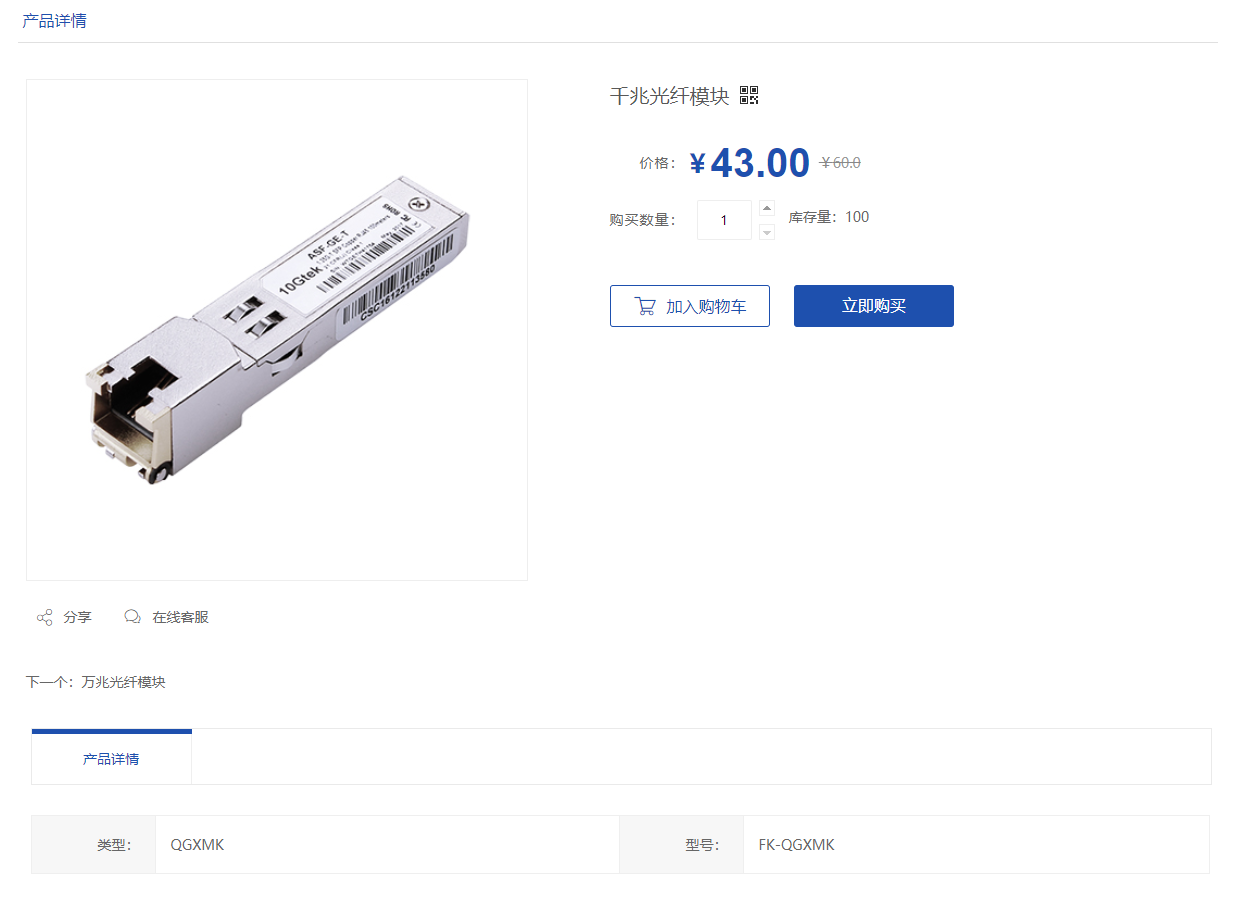 产品详情
千兆光纤模块
价格： ¥ 43.00 ¥ 60.0
购买数量： 1 库存量：100
加入购物车 立即购买
ASF-GE-T
10Gtek
CSC16122113580
分享 在线客服
下一个：万兆光纤模块
产品详情
类型： QGXMK 型号： FK-QGXMK